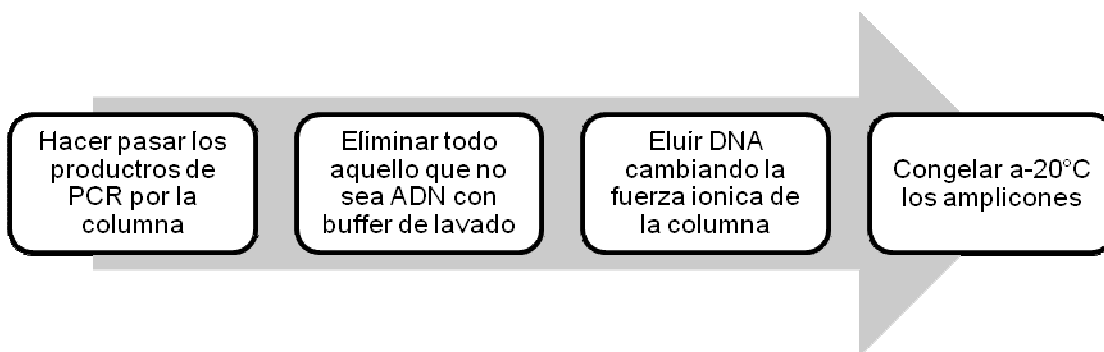 Hacer pasar los
productros de
PCR por la
columna
Eliminar todo
aquello que no
sea ADN con
buffer de lavado
Eluir DNA
cambiando la
fuerza ionica de
la columna
Congelar a-20°C
los amplicones